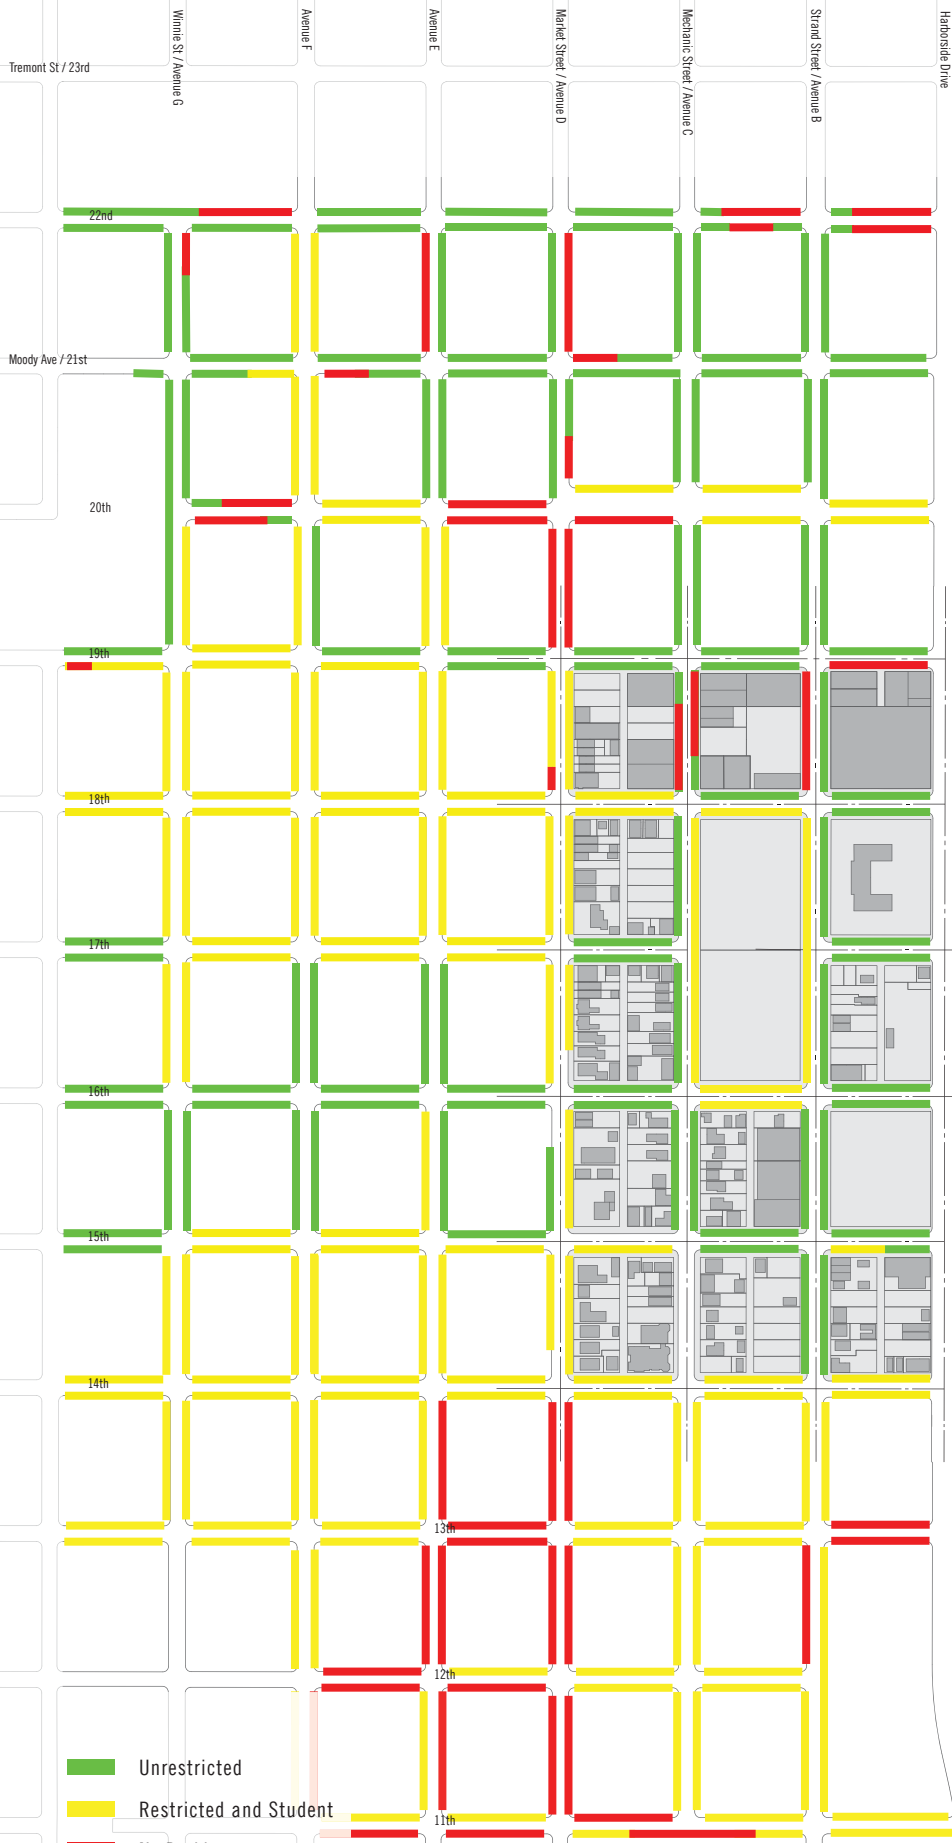 Winnie St / Avenue G
Avenue F
Avenue E
Market Street / Avenue D
Mechanic Street / Avenue C
Strand Street / Avenue B
Harborside Drive
Tremont St / 23rd
22nd
Moody Ave / 21st
20th
19th
18th
17th
16th
15th
14th
13th
12th
Unrestricted
Restricted and Student
11th